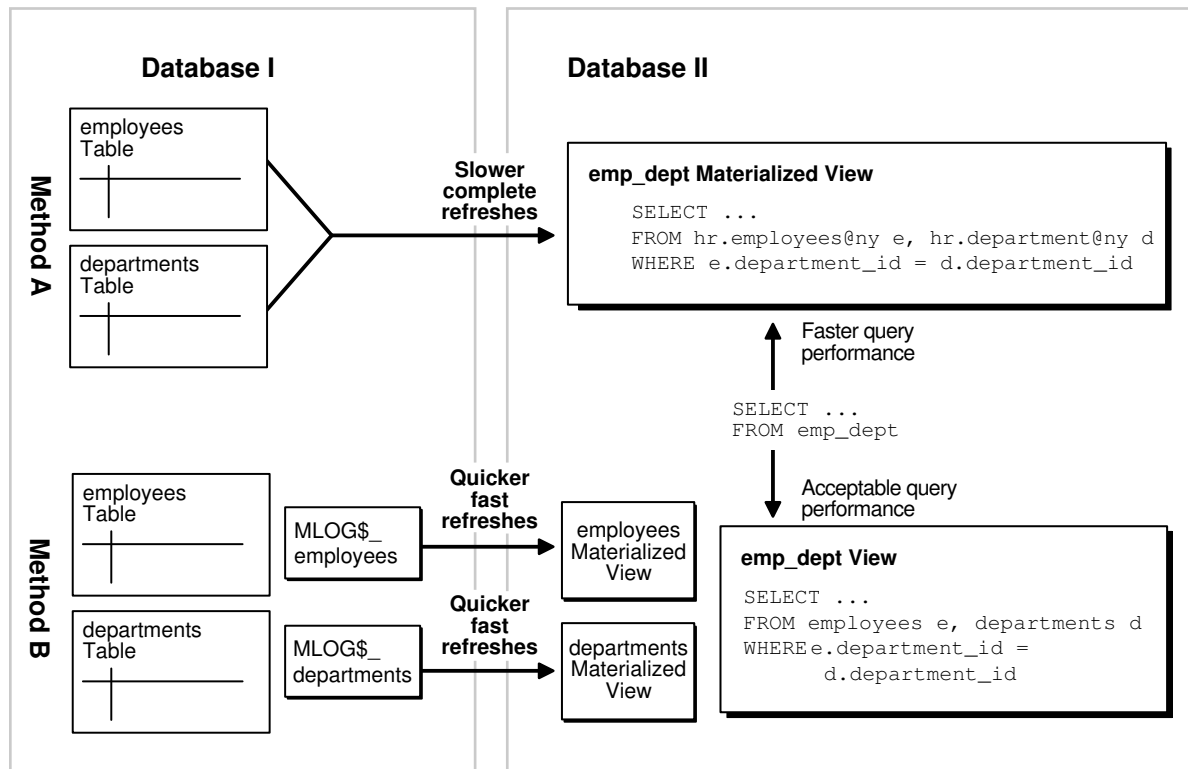 Database I
Database II
Method A
employees
Table
departments
Table
Slower
complete
refreshes
emp_dept Materialized View
SELECT ...
FROM hr.employees@ny e, hr.department@ny d
WHERE e.department_id = d.department_id
Faster query
performance
SELECT ...
FROM emp_dept
Acceptable query
performance
Method B
employees
Table
MLOG$_
employees
Quicker
fast
refreshes
employees
Materialized
View
departments
Table
MLOG$_
departments
Quicker
fast
refreshes
departments
Materialized
View
emp_dept View
SELECT ...
FROM employees e, departments d
WHERE e.department_id =
d.department_id